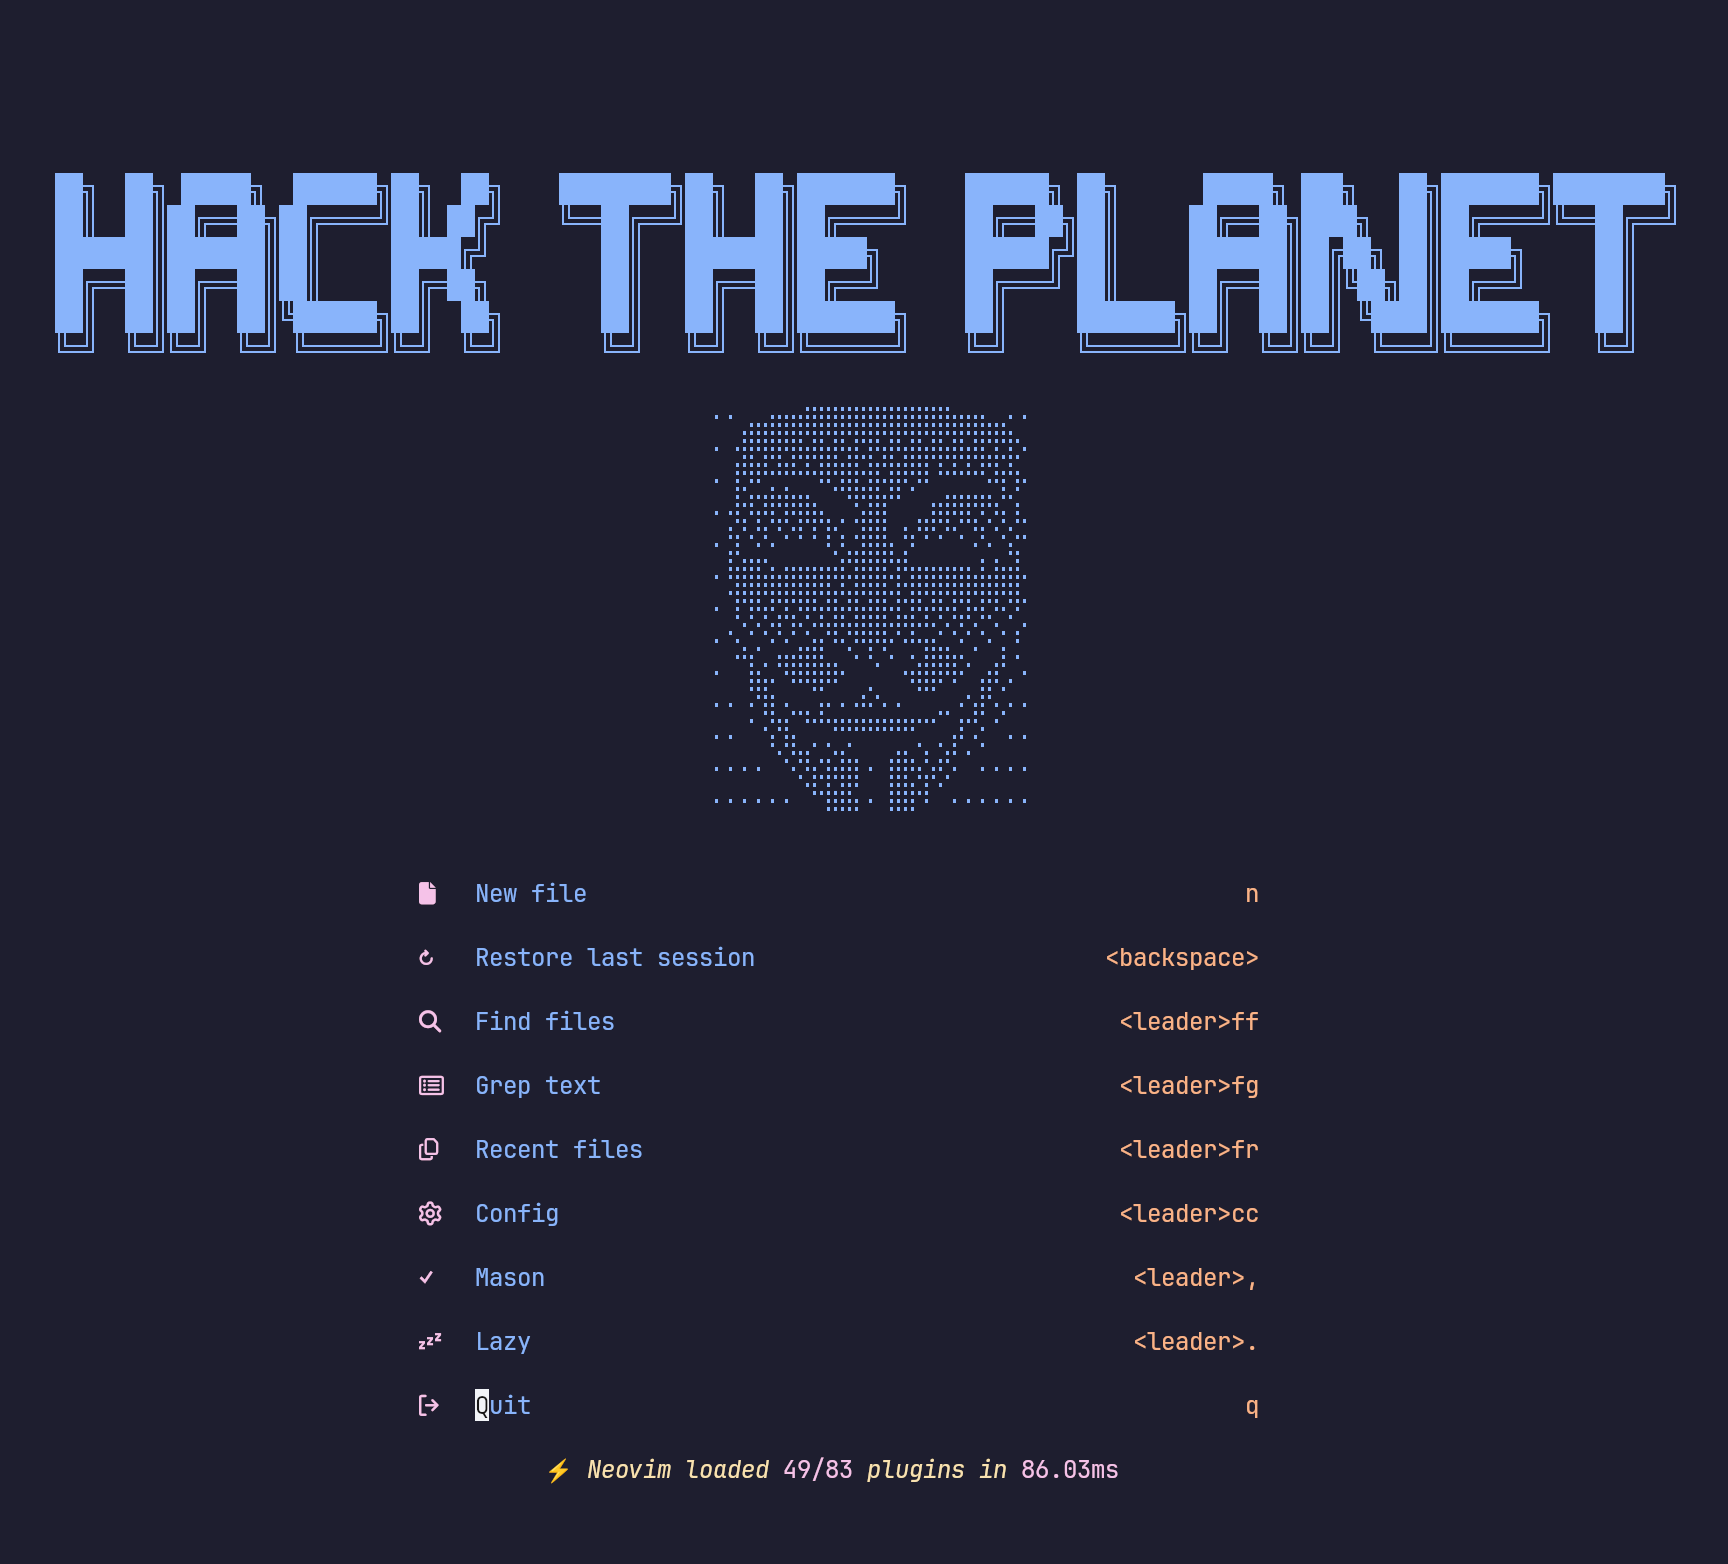 HACK THE PLANET
New file n
Restore last session <backspace>
Find files <leader>ff
Grep text <leader>fg
Recent files <leader>fr
Config <leader>cc
Mason <leader>,
Lazy <leader>.
Quit q
⚡ Neovim loaded 49/83 plugins in 86.03ms